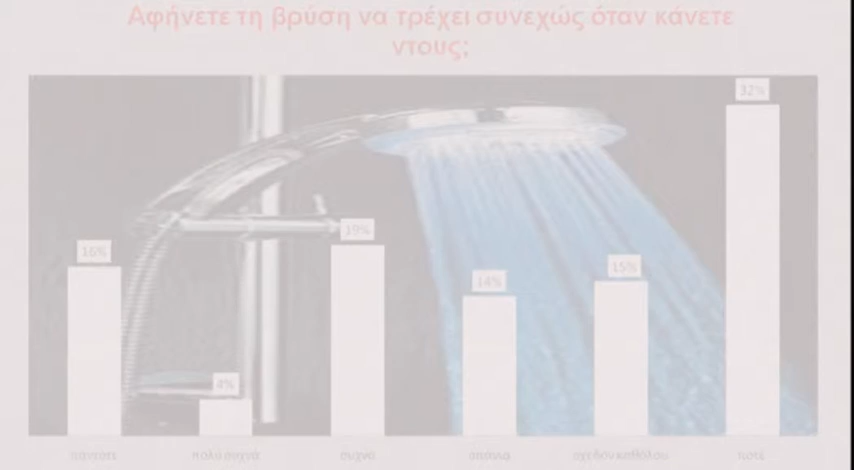 Αφήνετε τη βρύση να τρέχει συνεχώς όταν κάνετε
ντους;
32%
19%
16%
15%
14%
4%
πάντοτε πολύ συχνά συχνά σπάνια σχεδόν καθόλου ποτέ